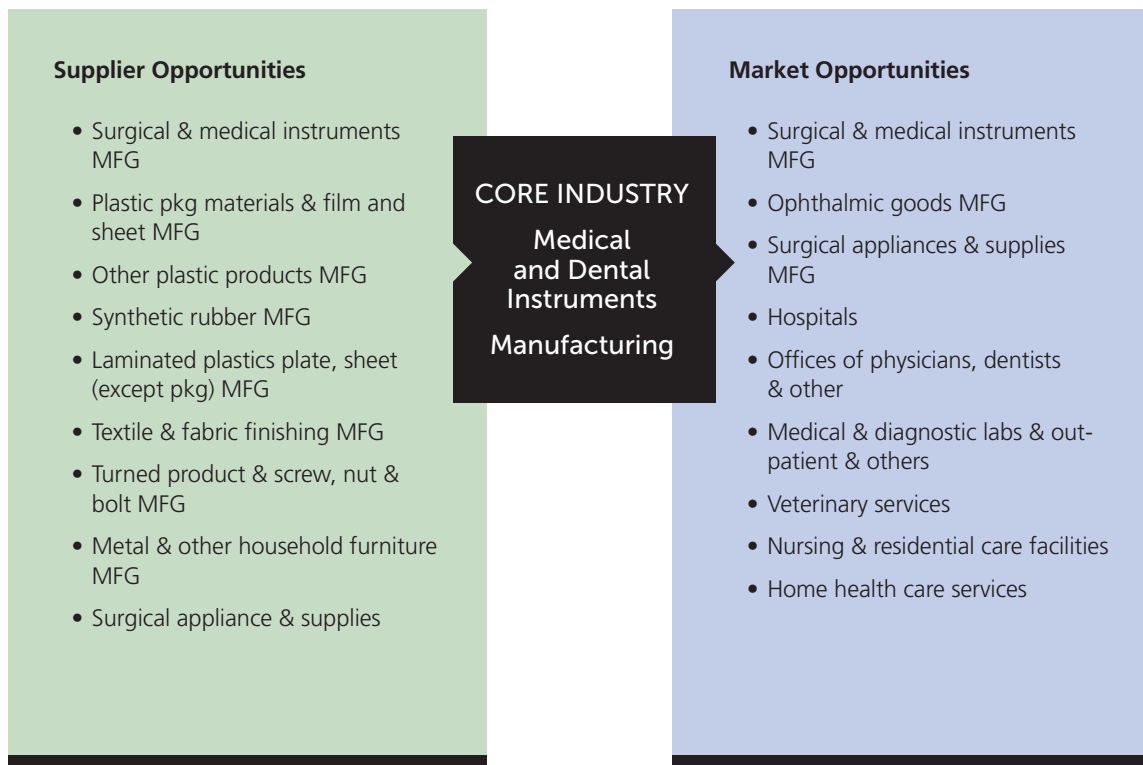 Supplier Opportunities
• Surgical & medical instruments
MFG
• Plastic pkg materials & film and
sheet MFG
• Other plastic products MFG
• Synthetic rubber MFG
• Laminated plastics plate, sheet
(except pkg) MFG
• Textile & fabric finishing MFG
• Turned product & screw, nut &
bolt MFG
• Metal & other household furniture
MFG
• Surgical appliance & supplies
CORE INDUSTRY
Medical
and Dental
Instruments
Manufacturing
Market Opportunities
• Surgical & medical instruments
MFG
• Ophthalmic goods MFG
• Surgical appliances & supplies
MFG
• Hospitals
• Offices of physicians, dentists
& other
• Medical & diagnostic labs & out-
patient & others
• Veterinary services
• Nursing & residential care facilities
• Home health care services